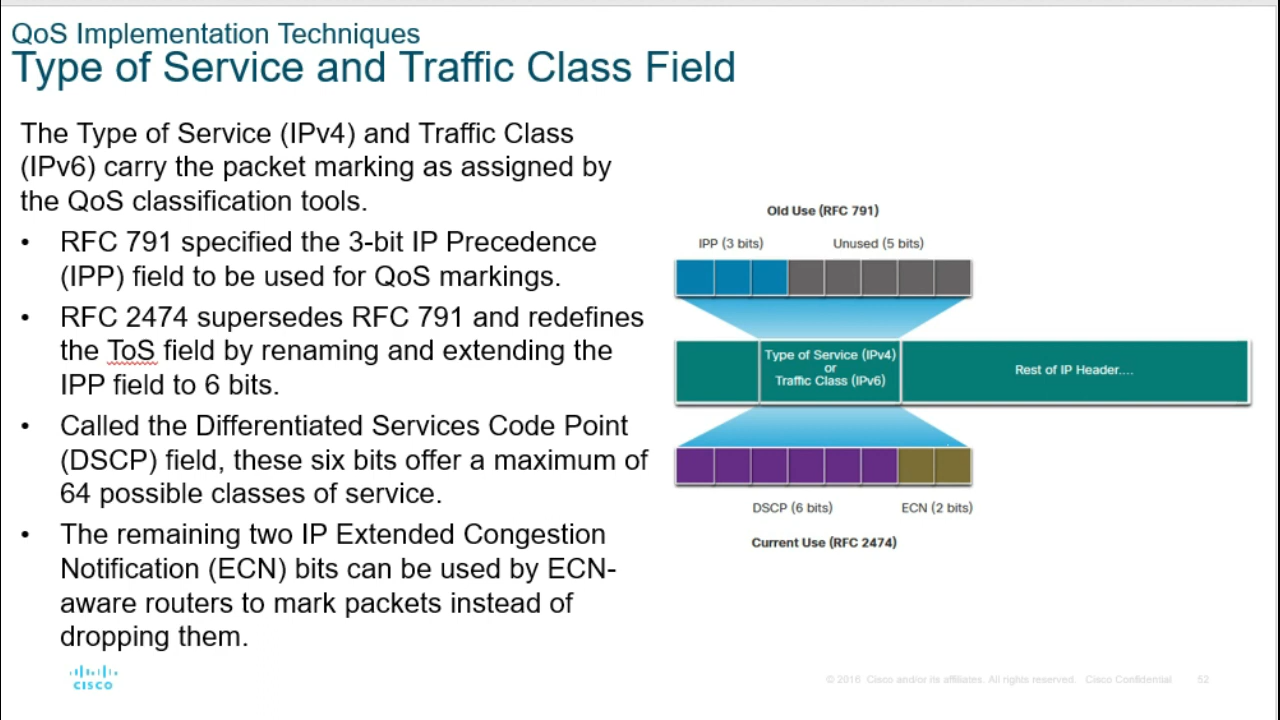 QoS Implementation Techniques
Type of Service and Traffic Class Field
The Type of Service (IPv4) and Traffic Class
(IPv6) carry the packet marking as assigned by
the QoS classification tools.
• RFC 791 specified the 3-bit IP Precedence
(IPP) field to be used for QoS markings.
• RFC 2474 supersedes RFC 791 and redefines
the ToS field by renaming and extending the
IPP field to 6 bits.
• Called the Differentiated Services Code Point
(DSCP) field, these six bits offer a maximum of
64 possible classes of service.
• The remaining two IP Extended Congestion
Notification (ECN) bits can be used by ECN-
aware routers to mark packets instead of
dropping them.
Old Use (RFC 791)
IPP (3 bits) Unused (5 bits)
Type of Service (IPv4)
or
Traffic Class (IPv6)
Rest of IP Header....
DSCP (6 bits) ECN (2 bits)
Current Use (RFC 2474)
CISCO
© 2016 Cisco and/or its affiliates. All rights reserved. Cisco Confidential 52